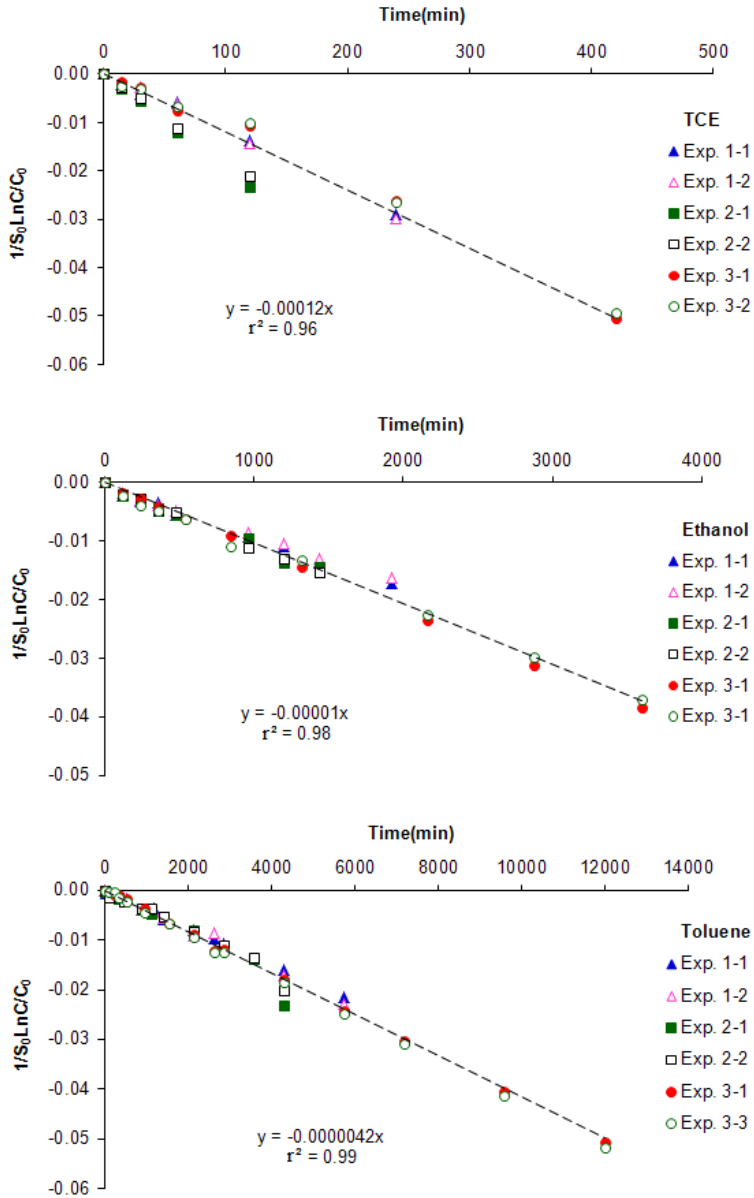 Time(min)
0 100 200 300 400 500
0.00
-0.01
-0.02
-0.03
-0.04
-0.05
-0.06
1/S₀LnC/C₀
TCE
Exp. 1-1
Exp. 1-2
Exp. 2-1
Exp. 2-2
Exp. 3-1
Exp. 3-2
y = -0.00012x
r² = 0.96
Time(min)
0 1000 2000 3000 4000
0.00
-0.01
-0.02
-0.03
-0.04
-0.05
1/S₀LnC/C₀
Ethanol
Exp. 1-1
Exp. 1-2
Exp. 2-1
Exp. 2-2
Exp. 3-1
Exp. 3-1
y = -0.00001x
r² = 0.98
Time(min)
0 2000 4000 6000 8000 10000 12000 14000
0.00
-0.01
-0.02
-0.03
-0.04
-0.05
-0.06
1/S₀LnC/C₀
Toluene
Exp. 1-1
Exp. 1-2
Exp. 2-1
Exp. 2-2
Exp. 3-1
Exp. 3-3
y = -0.0000042x
r² = 0.99